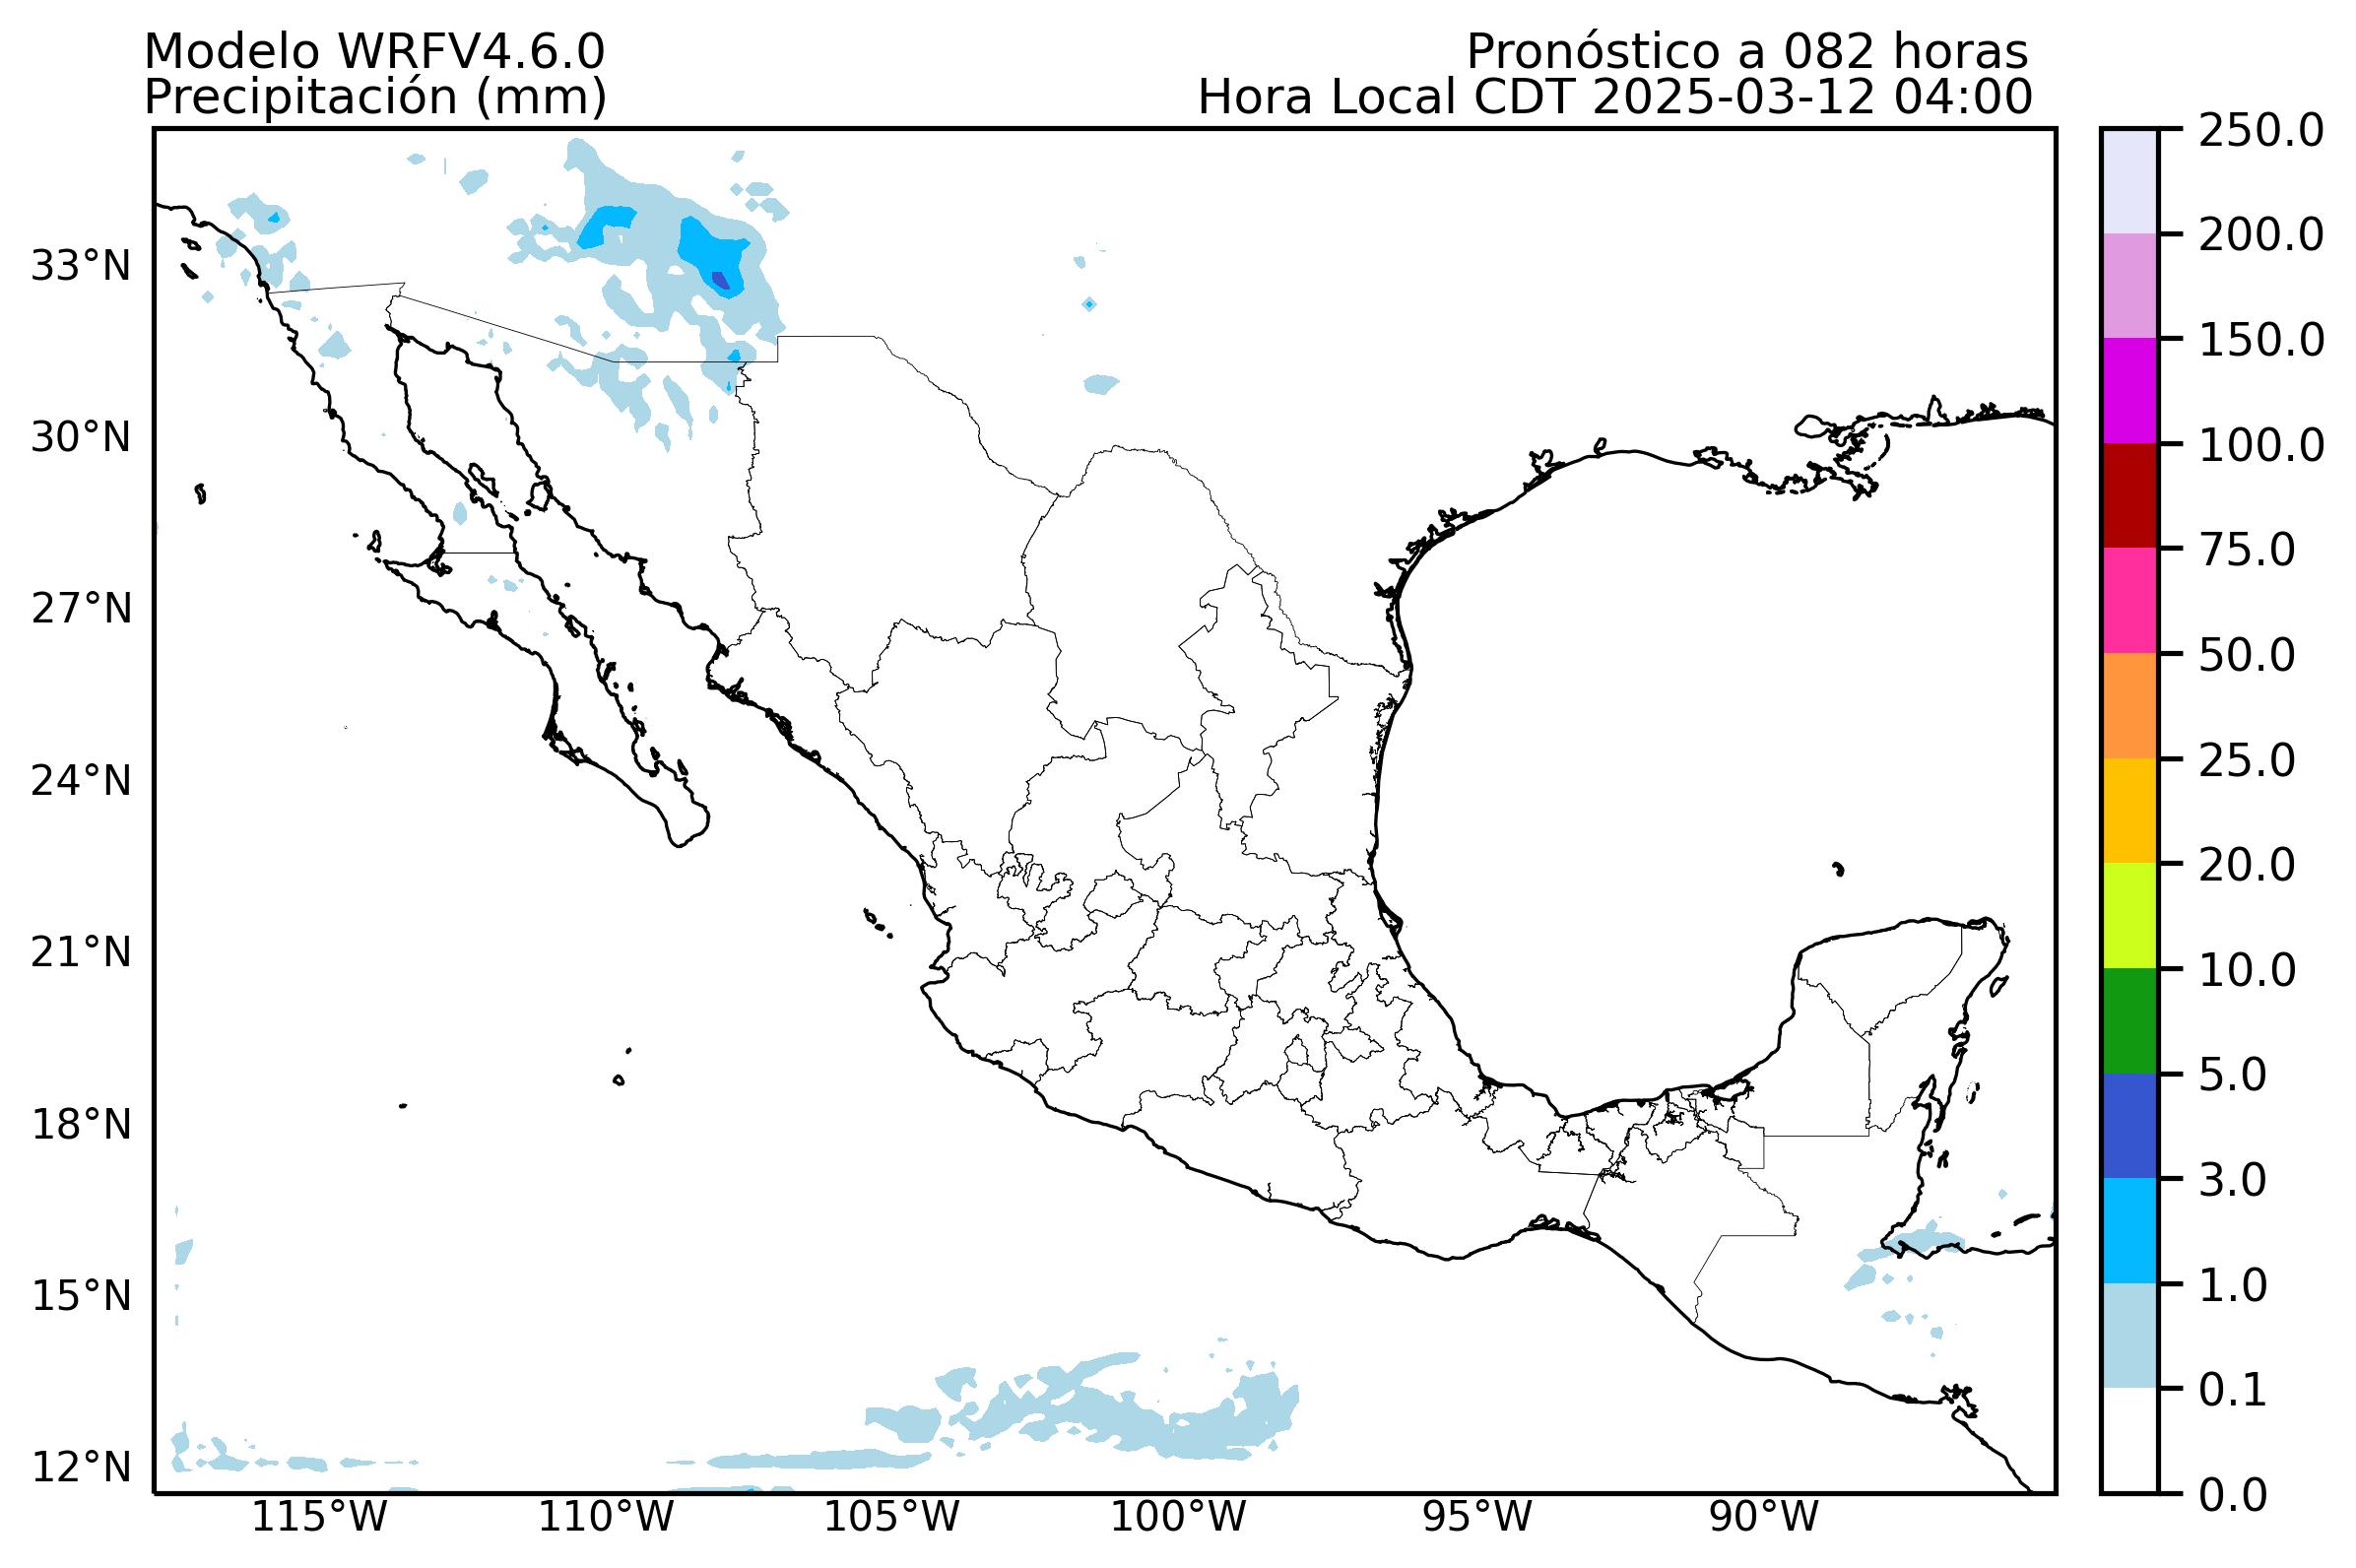 Modelo WRFV4.6.0
Precipitación (mm)
Pronóstico a 082 horas
Hora Local CDT 2025-03-12 04:00
33°N
30°N
27°N
24°N
21°N
18°N
15°N
12°N
115°W
110°W
105°W
100°W
95°W
90°W
250.0
200.0
150.0
100.0
75.0
50.0
25.0
20.0
10.0
5.0
3.0
1.0
0.1
0.0